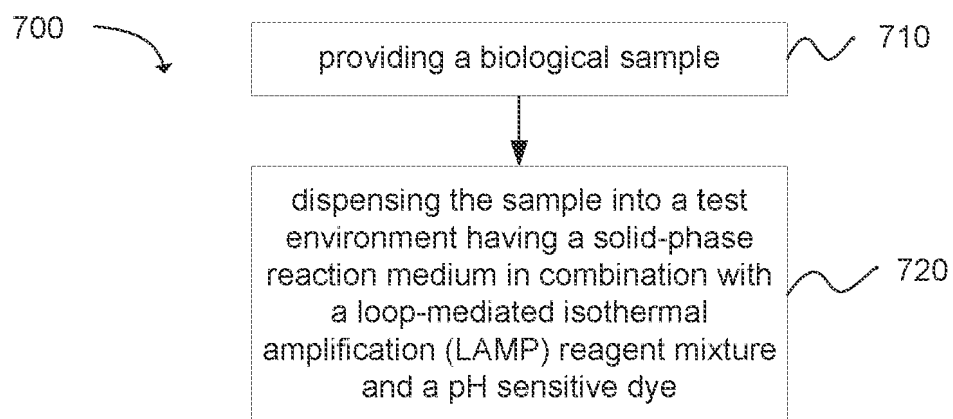 700
providing a biological sample
710
dispensing the sample into a test
environment having a solid-phase
reaction medium in combination with
a loop-mediated isothermal
amplification (LAMP) reagent mixture
and a pH sensitive dye
720